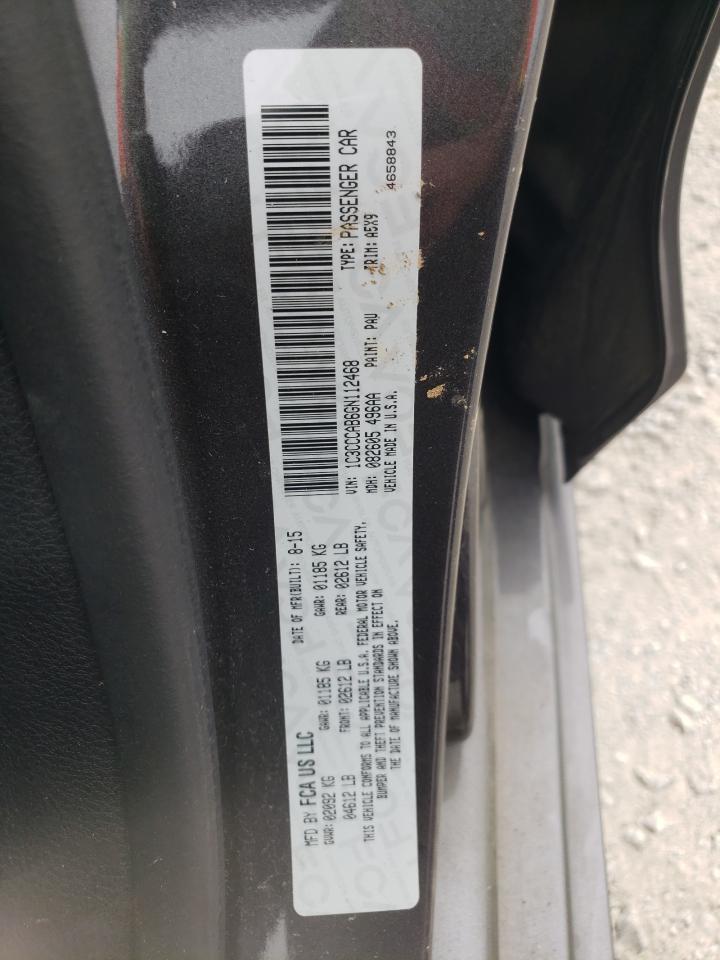 MFD BY FCA US LLC
DATE OF MFR(BUILT): 8-15
GVWR: 02092 KG
GAWR: 01185 KG
GAWR: 01185 KG
04612 LB
FRONT: 02612 LB
REAR: 02612 LB
THIS VEHICLE CONFORMS TO ALL APPLICABLE U.S.A. FEDERAL MOTOR VEHICLE SAFETY,
BUMPER AND THEFT PREVENTION STANDARDS IN EFFECT ON
THE DATE OF MANUFACTURE SHOWN ABOVE.
VIN: 1C3CCCAB6GN112468
TYPE: PASSENGER CAR
MDH: 082605 496AA
PAINT: PAU
TRIM: A5X9
VEHICLE MADE IN U.S.A.
4658843